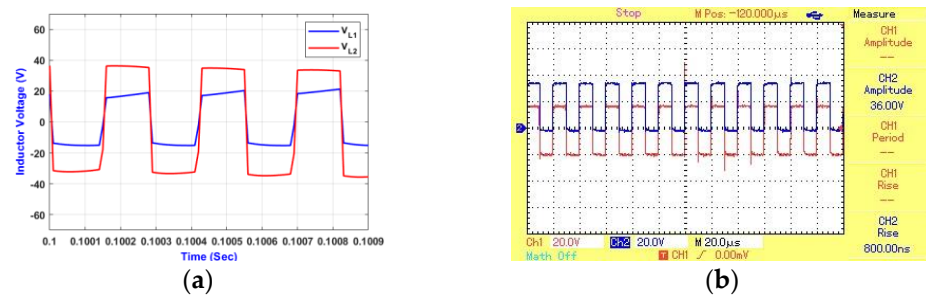 60
40
20
0
-20
-40
-60
Inductor Voltage (V)
V_L1
V_L2
0.1 0.1001 0.1002 0.1003 0.1004 0.1005 0.1006 0.1007 0.1008 0.1009
Time (Sec)
(a)
Stop M Pos: -120.000µs Measure
CH1
Amplitude
--
CH2
Amplitude
36.00V
CH1
Period
--
CH1
Rise
--
CH2
Rise
800.00ns
2
Ch1 20.0V Ch2 20.0V M 20.0µs
Math Off T CH1 / 0.00mV
(b)